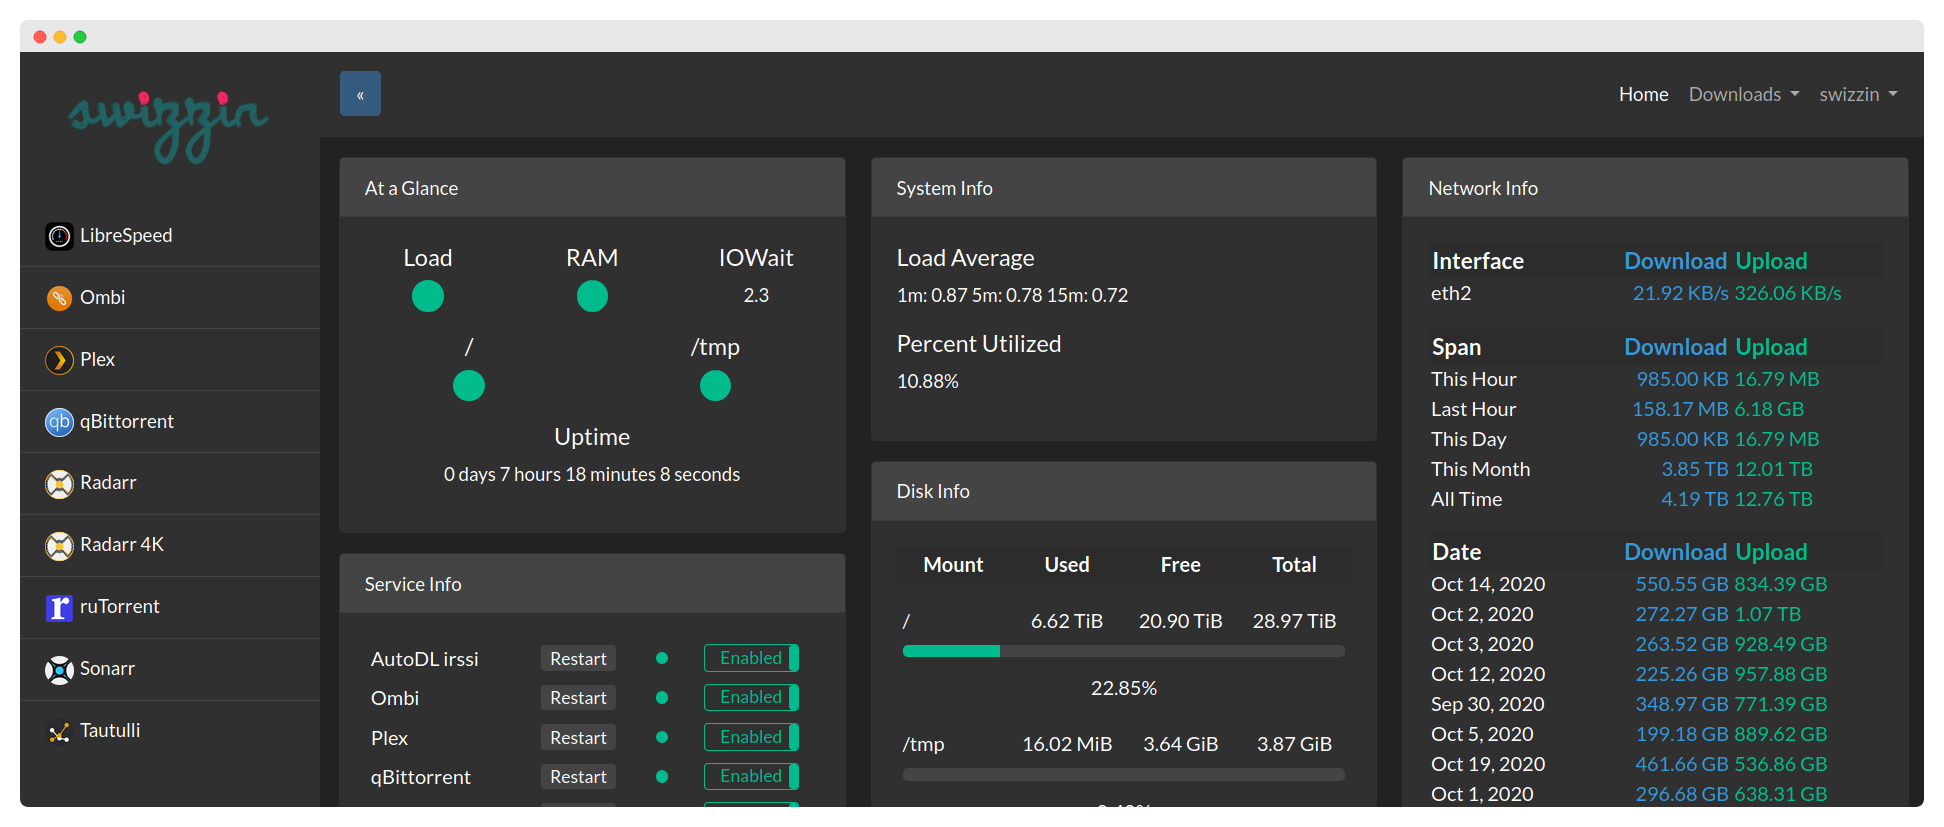 swizzin
«
Home Downloads swizzin
LibreSpeed
Ombi
Plex
qb qBittorrent
Radarr
Radarr 4K
r ruTorrent
Sonarr
Tautulli
At a Glance
Load RAM IOWait
2.3
/ /tmp
Uptime
0 days 7 hours 18 minutes 8 seconds
Service Info
AutoDL irssi Restart Enabled
Ombi Restart Enabled
Plex Restart Enabled
qBittorrent Restart Enabled
System Info
Load Average
1m: 0.87 5m: 0.78 15m: 0.72
Percent Utilized
10.88%
Disk Info
Mount Used Free Total
/ 6.62 TiB 20.90 TiB 28.97 TiB
22.85%
/tmp 16.02 MiB 3.64 GiB 3.87 GiB
Network Info
Interface Download Upload
eth2 21.92 KB/s 326.06 KB/s
Span Download Upload
This Hour 985.00 KB 16.79 MB
Last Hour 158.17 MB 6.18 GB
This Day 985.00 KB 16.79 MB
This Month 3.85 TB 12.01 TB
All Time 4.19 TB 12.76 TB
Date Download Upload
Oct 14, 2020 550.55 GB 834.39 GB
Oct 2, 2020 272.27 GB 1.07 TB
Oct 3, 2020 263.52 GB 928.49 GB
Oct 12, 2020 225.26 GB 957.88 GB
Sep 30, 2020 348.97 GB 771.39 GB
Oct 5, 2020 199.18 GB 889.62 GB
Oct 19, 2020 461.66 GB 536.86 GB
Oct 1, 2020 296.68 GB 638.31 GB